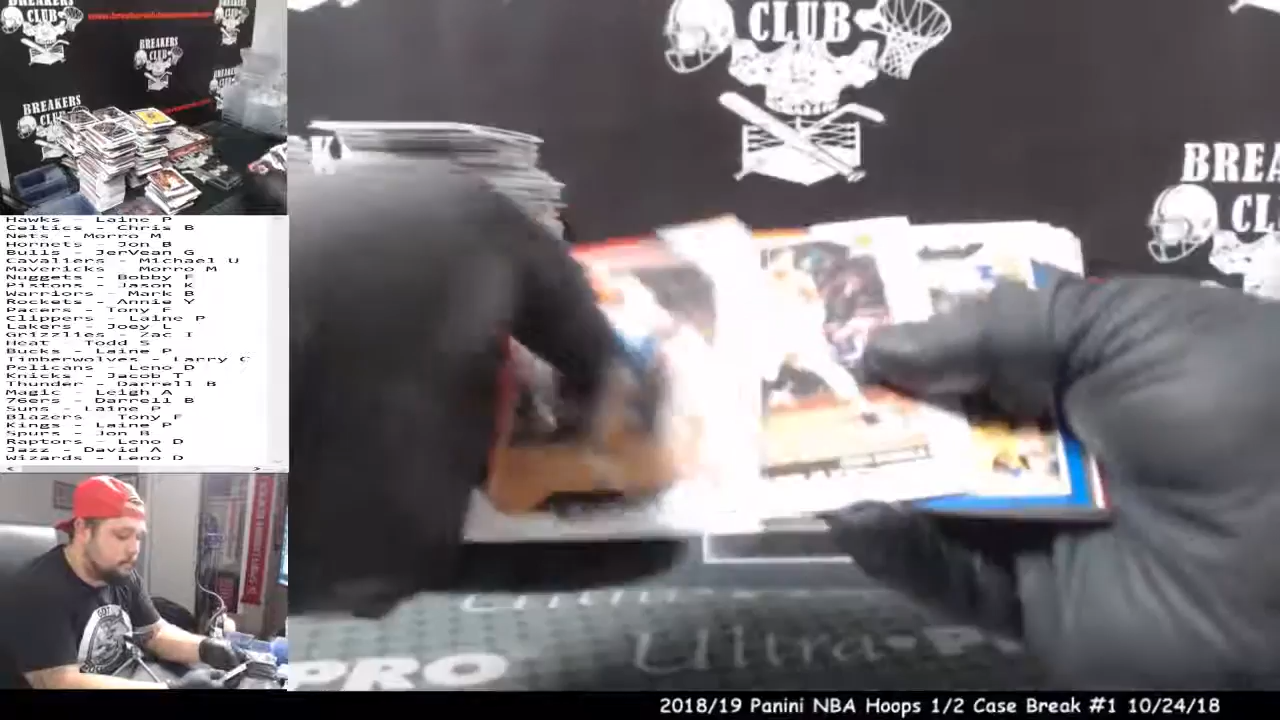 BREAKERS
CLUB
BREAKERS
CLUB
Hawks - Laine P
Celtics - Chris B
Nets - Morro M
Hornets - Jon B
Bulls - JerVean G
Cavaliers - Michael U
Mavericks - Morro M
Nuggets - Bobby F
Pistons - Jason K
Warriors - Mark B
Rockets - Annie Y
Pacers - Tony F
Clippers - Laine P
Lakers - Joey L
Grizzlies - Zac I
Heat - Todd S
Bucks - Laine P
Timberwolves - Larry C
Pelicans - Leno D
Knicks - Jacob T
Thunder - Darrell B
Magic - Leigh A
76ers - Darrell B
Suns - Laine P
Blazers - Tony F
Kings - Laine P
Spurs - Jon B
Raptors - Leno D
Jazz - David A
Wizards - Leno D
CLUB
BREA
CL
PRO
Ultra-P
2018/19 Panini NBA Hoops 1/2 Case Break #1 10/24/18